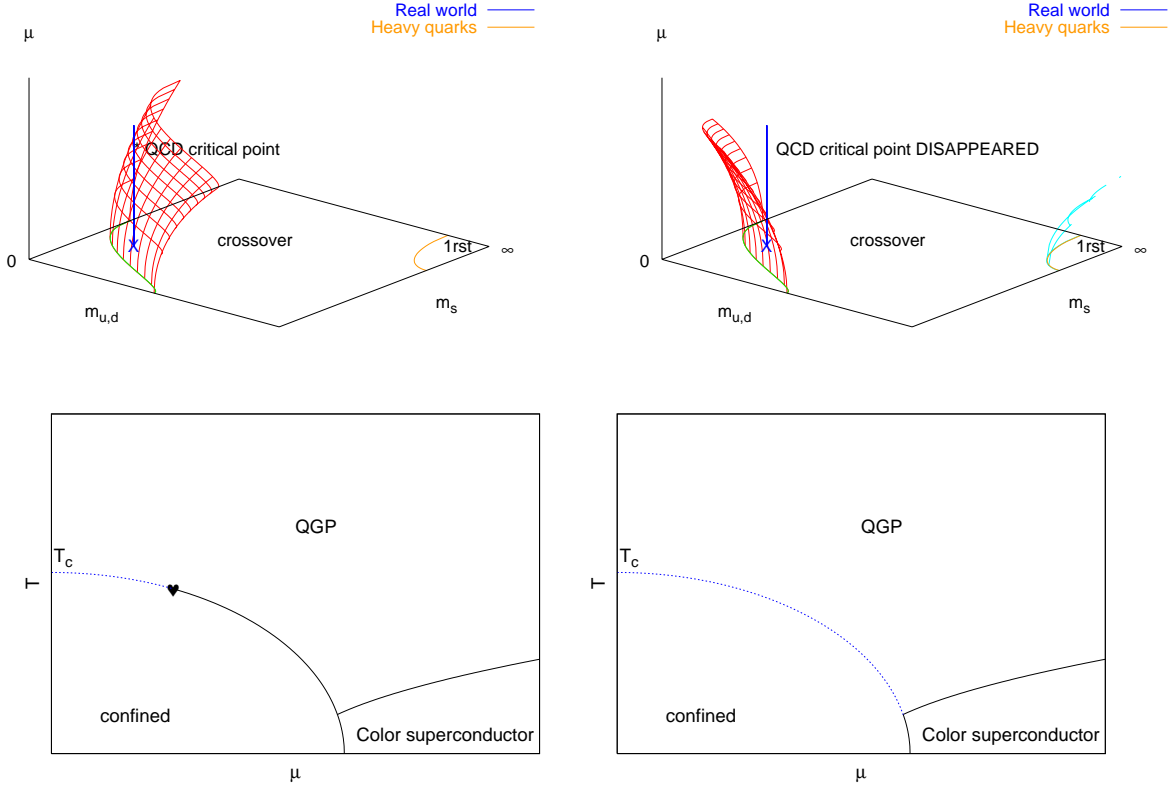 Real world
Heavy quarks
μ
QCD critical point
crossover
1rst
∞
0
m_{u,d}
m_s
Real world
Heavy quarks
μ
QCD critical point DISAPPEARED
crossover
1rst
∞
0
m_{u,d}
m_s
QGP
T_c
T
confined
Color superconductor
μ
QGP
T_c
T
confined
Color superconductor
μ